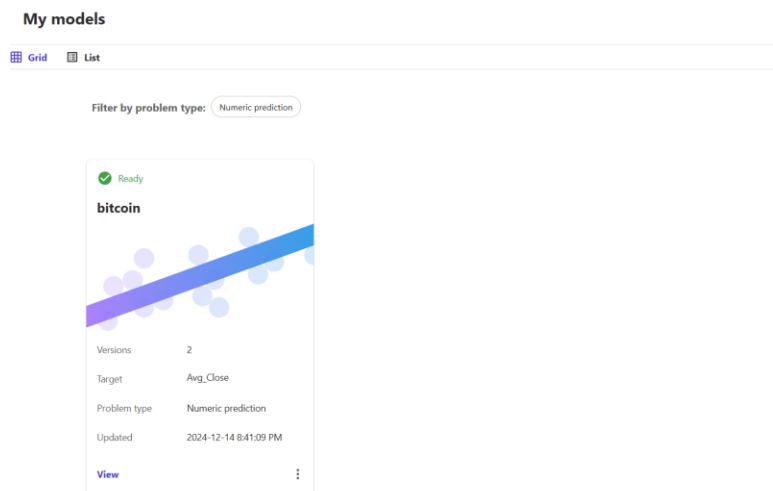 My models
Grid List
Filter by problem type: Numeric prediction
Ready
bitcoin
Versions 2
Target Avg_Close
Problem type Numeric prediction
Updated 2024-12-14 8:41:09 PM
View